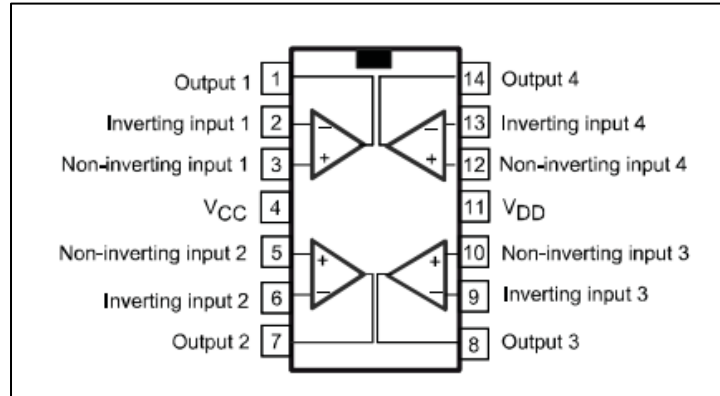 Output 1 1 14 Output 4
Inverting input 1 2 − − 13 Inverting input 4
Non-inverting input 1 3 + + 12 Non-inverting input 4
VCC 4 11 VDD
Non-inverting input 2 5 + + 10 Non-inverting input 3
Inverting input 2 6 − − 9 Inverting input 3
Output 2 7 8 Output 3